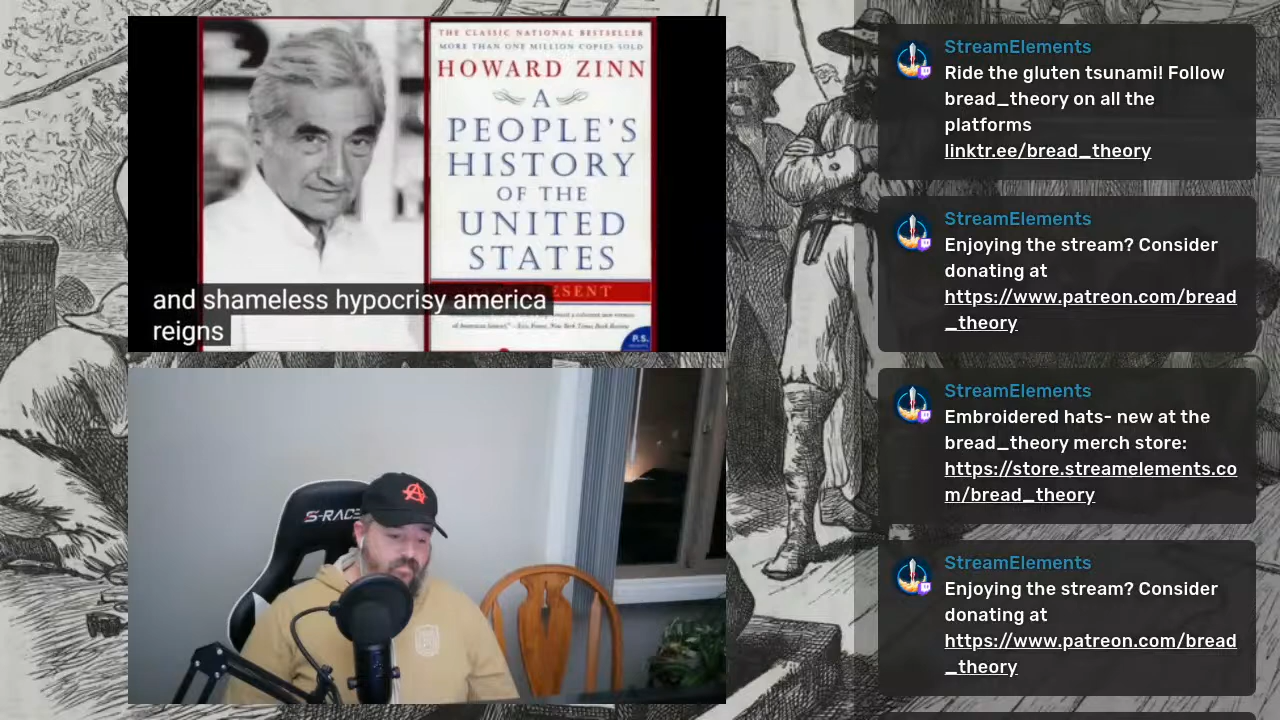 THE CLASSIC NATIONAL BESTSELLER
MORE THAN ONE MILLION COPIES SOLD
HOWARD ZINN
A
PEOPLE'S
HISTORY
OF THE
UNITED
STATES
and shameless hypocrisy america
reigns
P.S.
S-RACE
StreamElements
Ride the gluten tsunami! Follow
bread_theory on all the
platforms
linktr.ee/bread_theory
StreamElements
Enjoying the stream? Consider
donating at
https://www.patreon.com/bread
_theory
StreamElements
Embroidered hats- new at the
bread_theory merch store:
https://store.streamelements.co
m/bread_theory
StreamElements
Enjoying the stream? Consider
donating at
https://www.patreon.com/bread
_theory